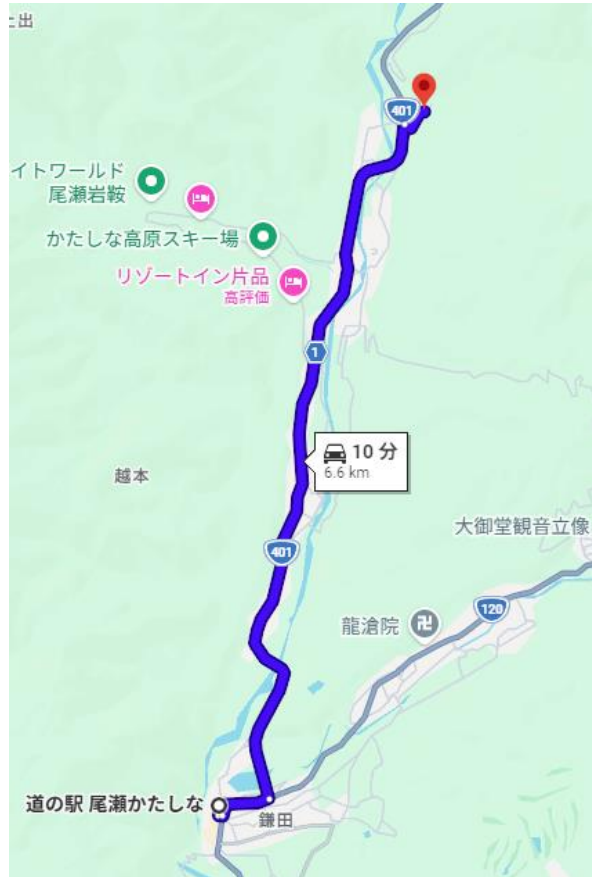 上出
401
イトワールド
尾瀬岩鞍
かたしな高原スキー場
リゾートイン片品
高評価
1
10 分
6.6 km
越本
大御堂観音立像
401
120
龍滄院
卍
道の駅 尾瀬かたしな
鎌田